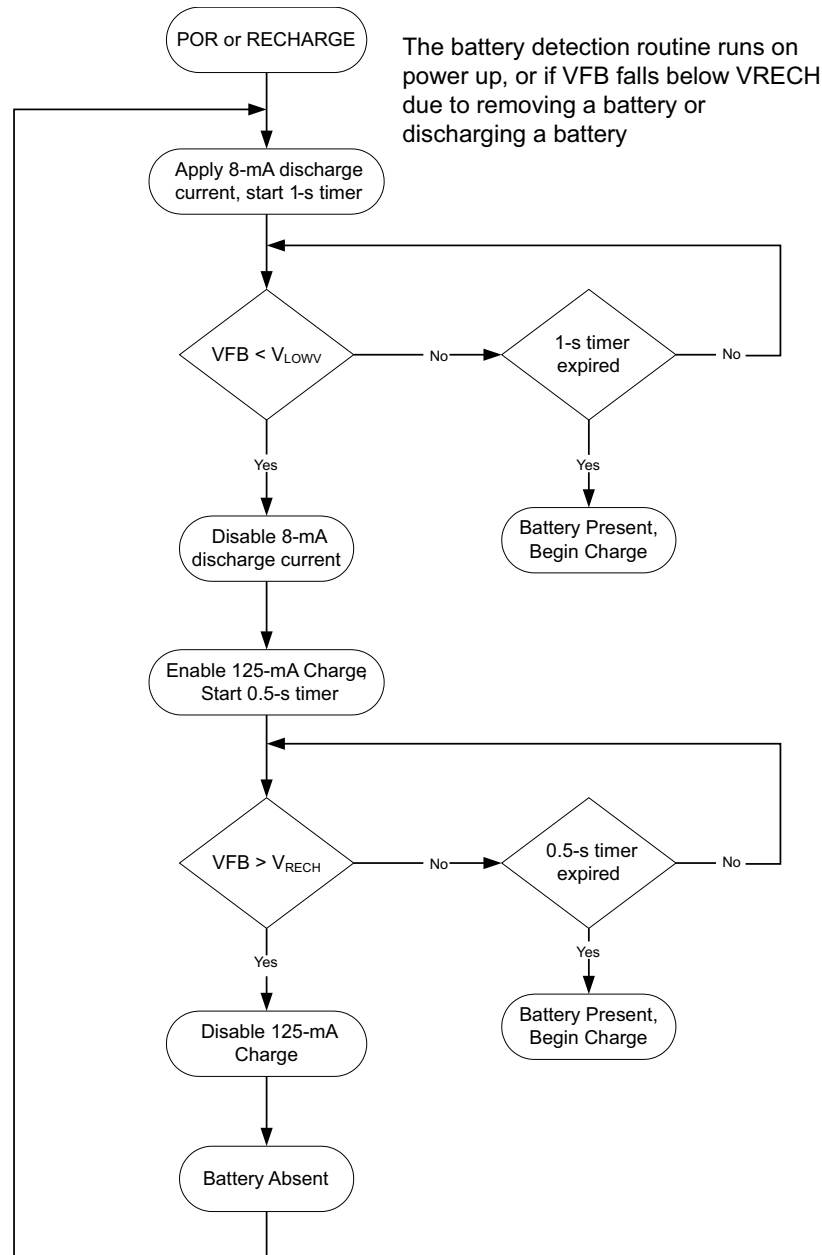 POR or RECHARGE
The battery detection routine runs on
power up, or if VFB falls below VRECH
due to removing a battery or
discharging a battery
Apply 8-mA discharge
current, start 1-s timer
VFB < VLOWV
No
1-s timer
expired
No
Yes
Yes
Disable 8-mA
discharge current
Battery Present,
Begin Charge
Enable 125-mA Charge,
Start 0.5-s timer
VFB > VRECH
No
0.5-s timer
expired
No
Yes
Yes
Disable 125-mA
Charge
Battery Present,
Begin Charge
Battery Absent